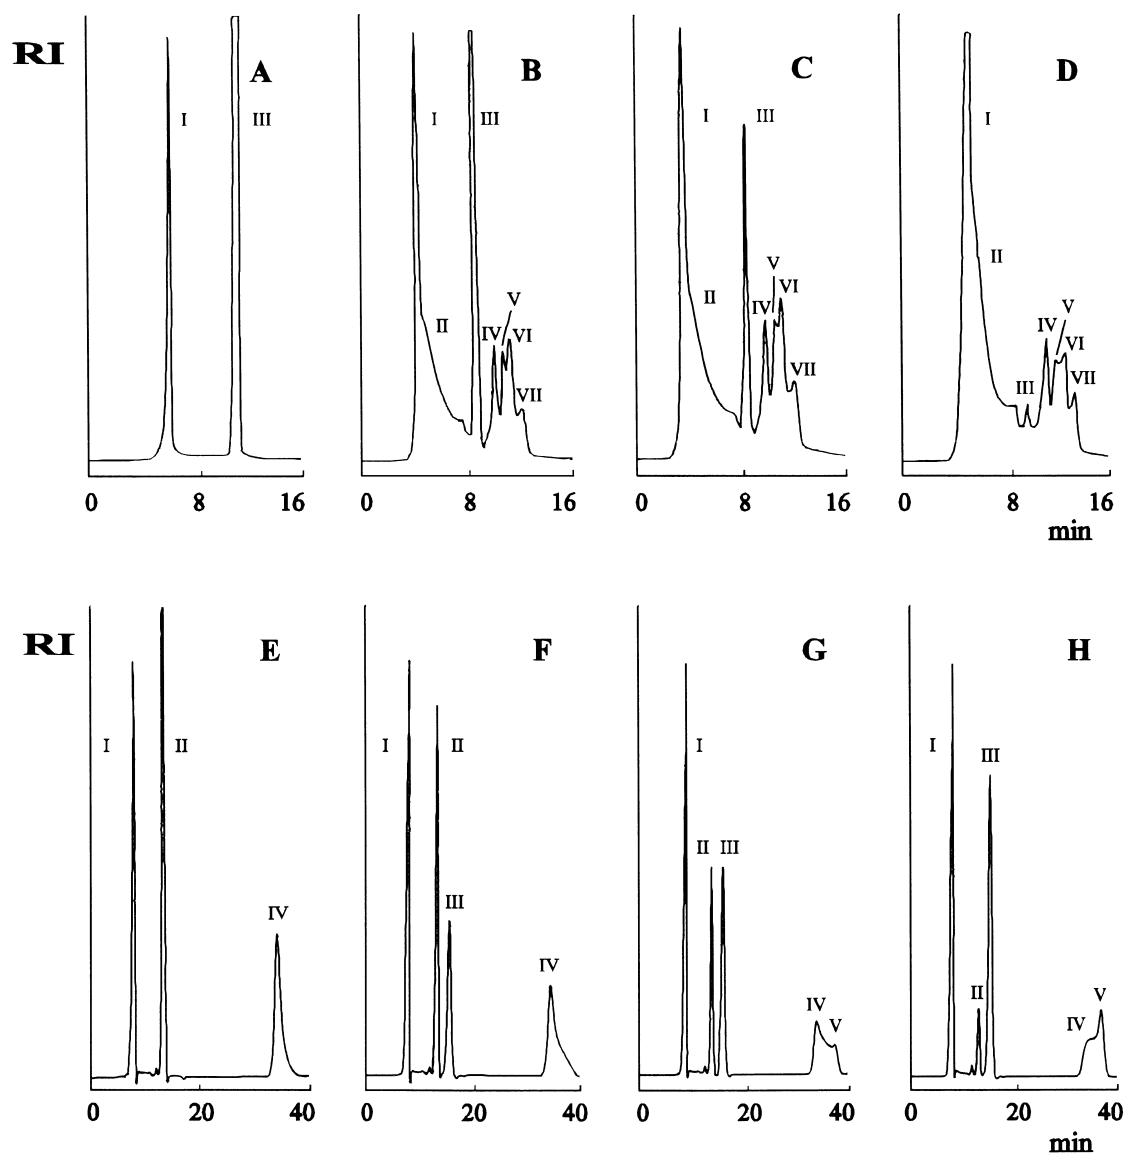 RI A B C D
I III I III I III I
II II II
V V V
IV VI IV VI IV VI
VII VII III VII
0 8 16 0 8 16 0 8 16 0 8 16
min
RI E F G H
I II I II I I III
II III
III
IV IV IV V IV V II
0 20 40 0 20 40 0 20 40 0 20 40
min